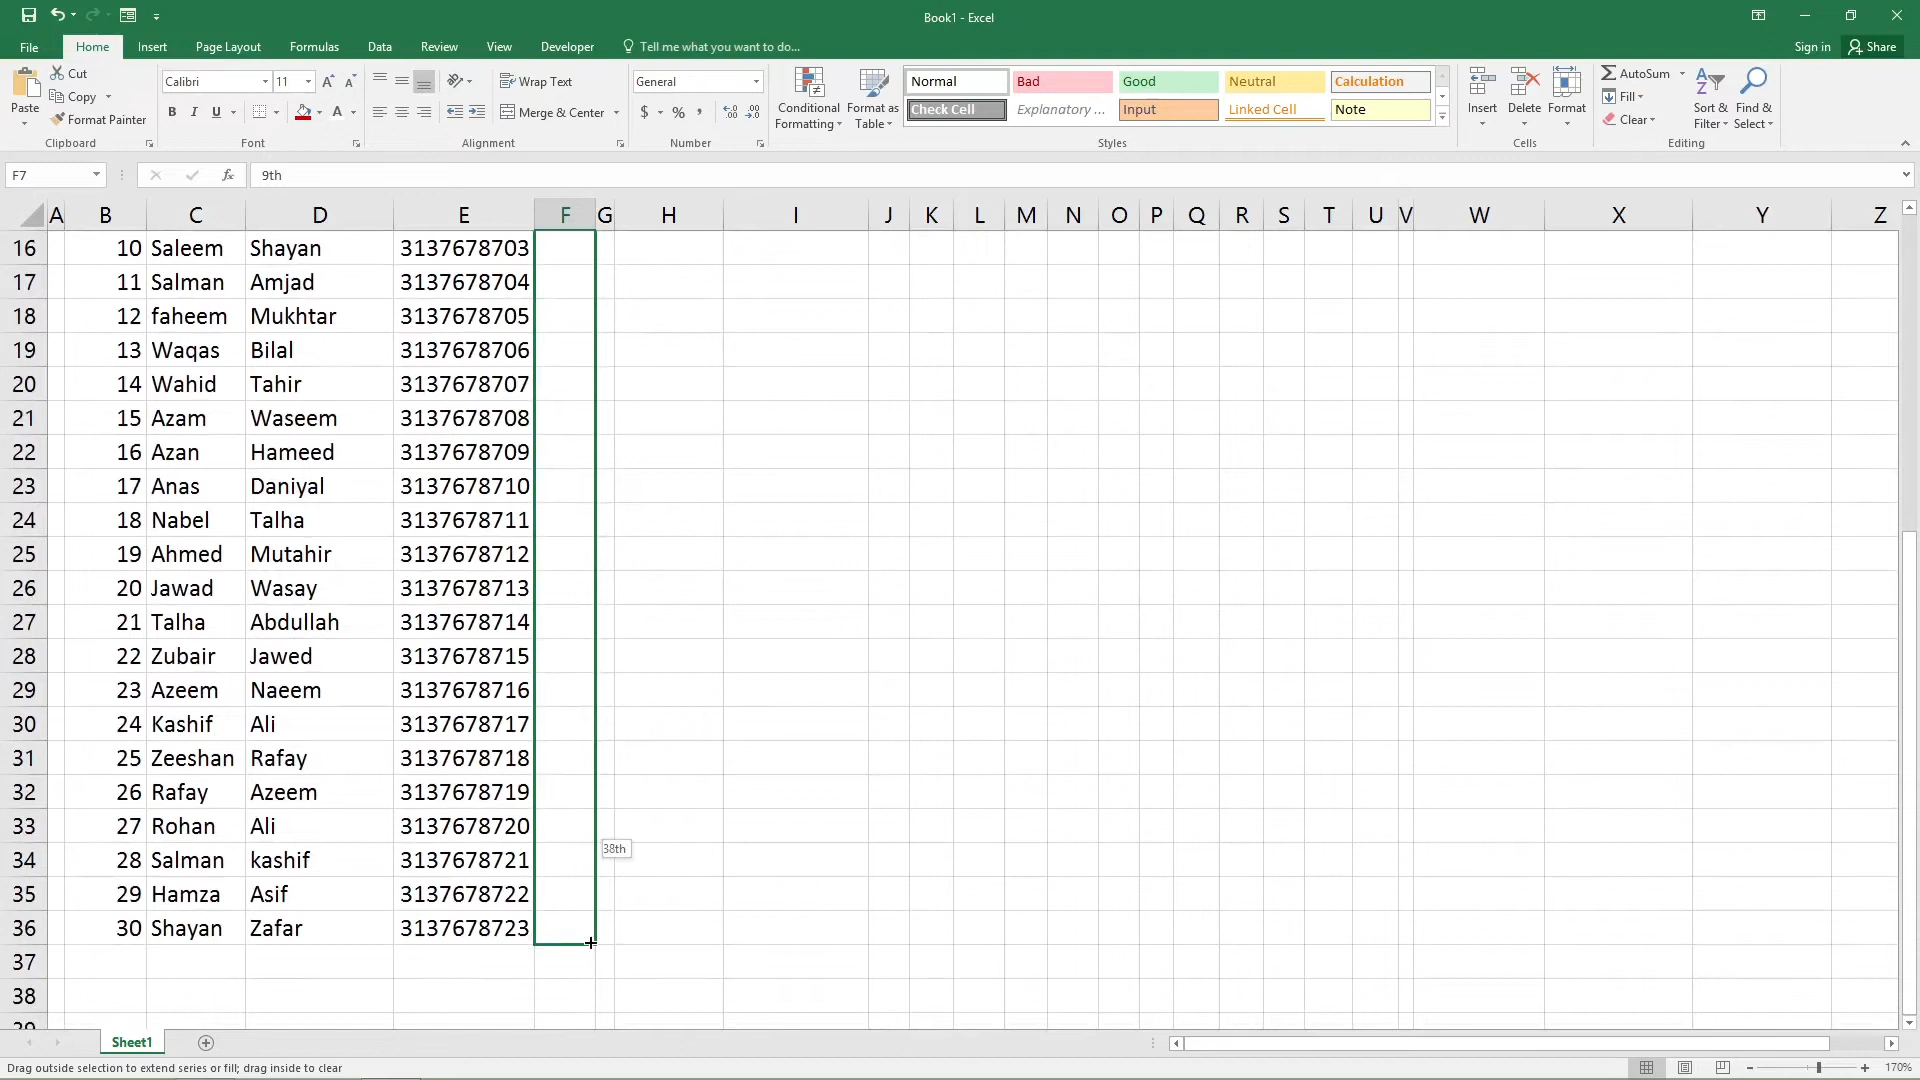 Book1 - Excel
File Home Insert Page Layout Formulas Data Review View Developer Tell me what you want to do... Sign in Share
Paste Cut Copy Format Painter Clipboard
Calibri 11 B I U A A A Font
Wrap Text Merge & Center Alignment
General $ % , Number
Conditional Formatting Format as Table Normal Bad Good Neutral Calculation
Check Cell Explanatory ... Input Linked Cell Note Styles
Insert Delete Format Cells
AutoSum Fill Clear Sort & Filter Find & Select Editing
F7 fx 9th
A B C D E F G H I J K L M N O P Q R S T U V W X Y Z
16 10 Saleem Shayan 3137678703
17 11 Salman Amjad 3137678704
18 12 faheem Mukhtar 3137678705
19 13 Waqas Bilal 3137678706
20 14 Wahid Tahir 3137678707
21 15 Azam Waseem 3137678708
22 16 Azan Hameed 3137678709
23 17 Anas Daniyal 3137678710
24 18 Nabel Talha 3137678711
25 19 Ahmed Mutahir 3137678712
26 20 Jawad Wasay 3137678713
27 21 Talha Abdullah 3137678714
28 22 Zubair Jawed 3137678715
29 23 Azeem Naeem 3137678716
30 24 Kashif Ali 3137678717
31 25 Zeeshan Rafay 3137678718
32 26 Rafay Azeem 3137678719
33 27 Rohan Ali 3137678720
38th
34 28 Salman kashif 3137678721
35 29 Hamza Asif 3137678722
36 30 Shayan Zafar 3137678723
37
38
39
Sheet1
Drag outside selection to extend series or fill; drag inside to clear 170%